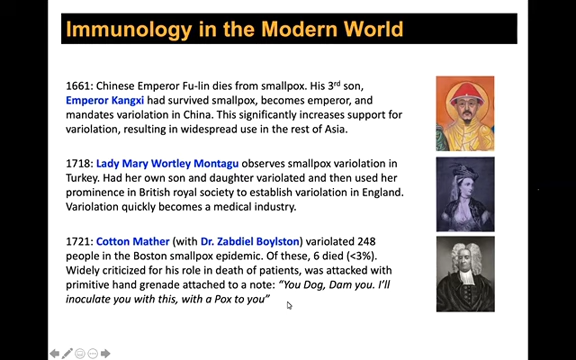 Immunology in the Modern World
1661: Chinese Emperor Fu-lin dies from smallpox. His 3rd son,
Emperor Kangxi had survived smallpox, becomes emperor, and
mandates variolation in China. This significantly increases support for
variolation, resulting in widespread use in the rest of Asia.
1718: Lady Mary Wortley Montagu observes smallpox variolation in
Turkey. Had her own son and daughter variolated and then used her
prominence in British royal society to establish variolation in England.
Variolation quickly becomes a medical industry.
1721: Cotton Mather (with Dr. Zabdiel Boylston) variolated 248
people in the Boston smallpox epidemic. Of these, 6 died (<3%).
Widely criticized for his role in death of patients, was attacked with
primitive hand grenade attached to a note: “You Dog, Dam you. I’ll
inoculate you with this, with a Pox to you”